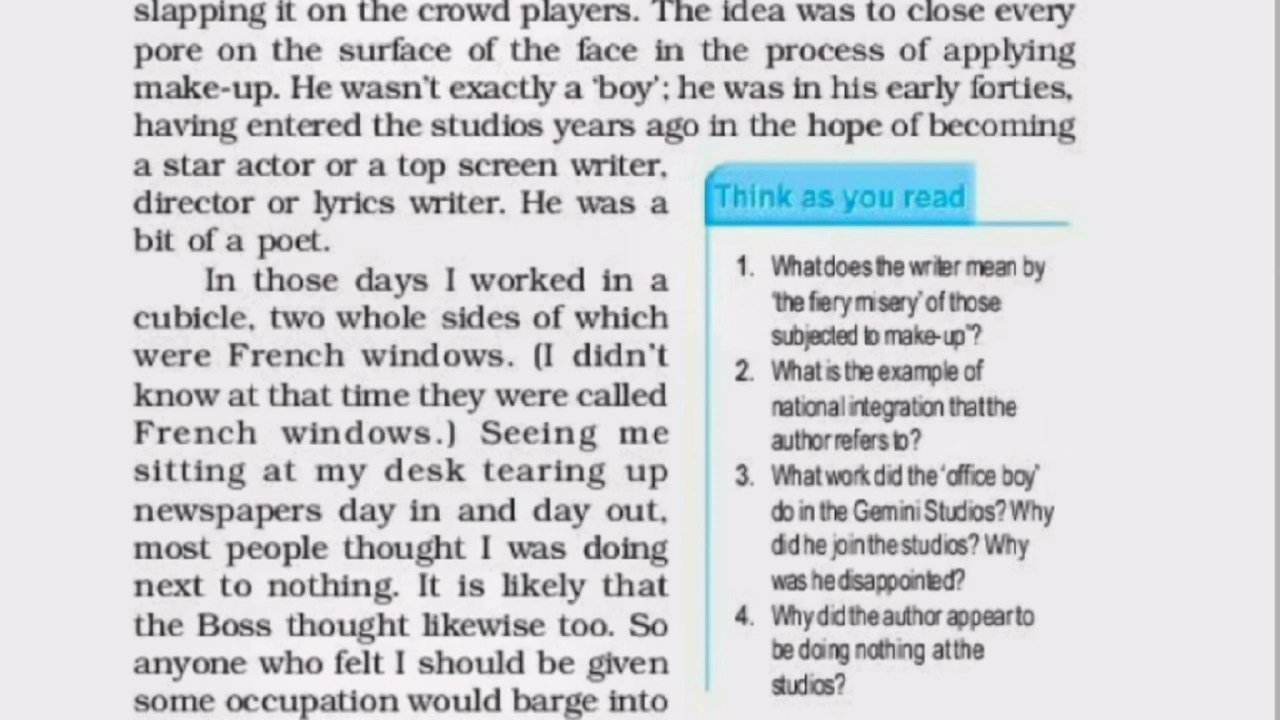 slapping it on the crowd players. The idea was to close every
pore on the surface of the face in the process of applying
make-up. He wasn't exactly a 'boy'; he was in his early forties,
having entered the studios years ago in the hope of becoming
a star actor or a top screen writer,
director or lyrics writer. He was a
bit of a poet.
In those days I worked in a
cubicle, two whole sides of which
were French windows. (I didn't
know at that time they were called
French windows.) Seeing me
sitting at my desk tearing up
newspapers day in and day out,
most people thought I was doing
next to nothing. It is likely that
the Boss thought likewise too. So
anyone who felt I should be given
some occupation would barge into
Think as you read
1. What does the writer mean by
'the fiery misery' of those
subjected to make-up'?
2. What is the example of
national integration that the
author refers to?
3. What work did the 'office boy'
do in the Gemini Studios? Why
did he join the studios? Why
was he disappointed?
4. Why did the author appear to
be doing nothing at the
studios?